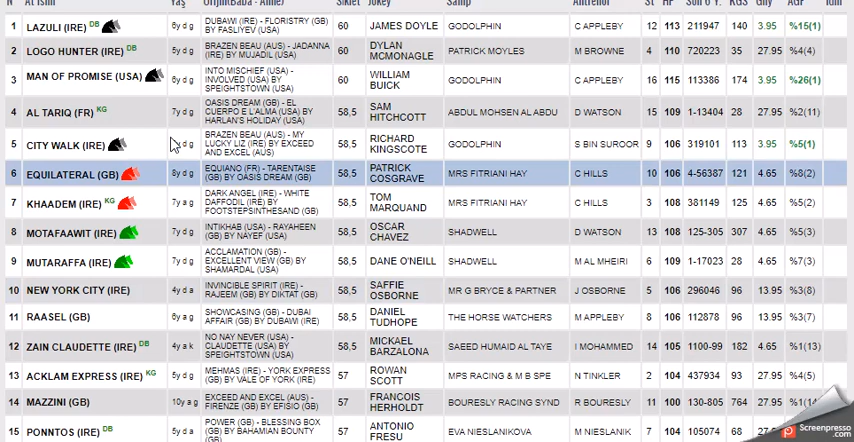 N At İsmi Yaş Orijin(Baba - Anne) Sıklet Jokey Sahip Antrenör St HP Son 6 Y. KGS Gny AGF
1 LAZULI (IRE) DB 6y d g DUBAWI (IRE) - FLORISTRY (GB) BY FASLIYEV (USA) 60 JAMES DOYLE GODOLPHIN C APPLEBY 12 113 211947 140 3.95 %15(1)
2 LOGO HUNTER (IRE) DB 5y d g BRAZEN BEAU (AUS) - JADANNA (IRE) BY MUJADIL (USA) 60 DYLAN MCMONAGLE PATRICK MOYLES M BROWNE 4 110 720223 35 27.95 %4(4)
3 MAN OF PROMISE (USA) 6y d g INTO MISCHIEF (USA) - INVOLVED (USA) BY SPEIGHTSTOWN (USA) 60 WILLIAM BUICK GODOLPHIN C APPLEBY 16 115 113386 174 3.95 %26(1)
4 AL TARIQ (FR) KG 7y d g OASIS DREAM (GB) - EL CUERPO E L'ALMA (USA) BY HARLAN'S HOLIDAY (USA) 58,5 SAM HITCHCOTT ABDUL MOHSEN AL ABDU D WATSON 15 109 1-13404 28 27.95 %2(11)
5 CITY WALK (IRE) d g BRAZEN BEAU (AUS) - MY LUCKY LIZ (IRE) BY EXCEED AND EXCEL (AUS) 58,5 RICHARD KINGSCOTE GODOLPHIN S BIN SUROOR 9 106 319101 113 3.95 %5(1)
6 EQUILATERAL (GB) 8y d g EQUIANO (FR) - TARENTAISE (GB) BY OASIS DREAM (GB) 58,5 PATRICK COSGRAVE MRS FITRIANI HAY C HILLS 10 106 4-56387 121 4.65 %8(2)
7 KHAADEM (IRE) KG 7y a g DARK ANGEL (IRE) - WHITE DAFFODIL (IRE) BY FOOTSTEPSINTHESAND (GB) 58,5 TOM MARQUAND MRS FITRIANI HAY C HILLS 3 108 381149 125 4.65 %5(2)
8 MOTAFAAWIT (IRE) 7y d g INTIKHAB (USA) - RAYAHEEN (GB) BY NAYEF (USA) 58,5 OSCAR CHAVEZ SHADWELL D WATSON 13 108 125-305 307 4.65 %5(3)
9 MUTARAFFA (IRE) 7y d g ACCLAMATION (GB) - EXCELLENT VIEW (GB) BY SHAMARDAL (USA) 58,5 DANE O'NEILL SHADWELL M AL MHEIRI 6 109 1-17023 28 4.65 %7(3)
10 NEW YORK CITY (IRE) 4y d a INVINCIBLE SPIRIT (IRE) - RAJEEM (GB) BY DIKTAT (GB) 58,5 SAFFIE OSBORNE MR G BRYCE & PARTNER J OSBORNE 5 106 296046 96 13.95 %3(8)
11 RAASEL (GB) 6y a g SHOWCASING (GB) - DUBAI AFFAIR (GB) BY DUBAWI (IRE) 58,5 DANIEL TUDHOPE THE HORSE WATCHERS M APPLEBY 8 106 112878 96 13.95 %3(7)
12 ZAIN CLAUDETTE (IRE) DB 4y a k NO NAY NEVER (USA) - CLAUDETTE (USA) BY SPEIGHTSTOWN (USA) 58,5 MICKAEL BARZALONA SAEED HUMAID AL TAYE I MOHAMMED 14 105 1100-99 182 4.65 %1(13)
13 ACKLAM EXPRESS (IRE) KG 5y d g MEHMAS (IRE) - YORK EXPRESS (GB) BY VALE OF YORK (IRE) 57 ROWAN SCOTT MPS RACING & M B SPE N TINKLER 2 104 437934 93 27.95 %4(5)
14 MAZZINI (GB) 10y a g EXCEED AND EXCEL (AUS) - FIRENZE (GB) BY EFISIO (GB) 57 FRANCOIS HERHOLDT BOURESLY RACING SYND R BOURESLY 11 100 130-805 764 27.95 %1(14
15 PONNTOS (IRE) DB 5y d a POWER (GB) - BLESSING BOX (GB) BY BAHAMIAN BOUNTY (GB) 57 ANTONIO FRESU EVA NIESLANIKOVA M NIESLANIK 7 104 105074 68
Screenpresso.com